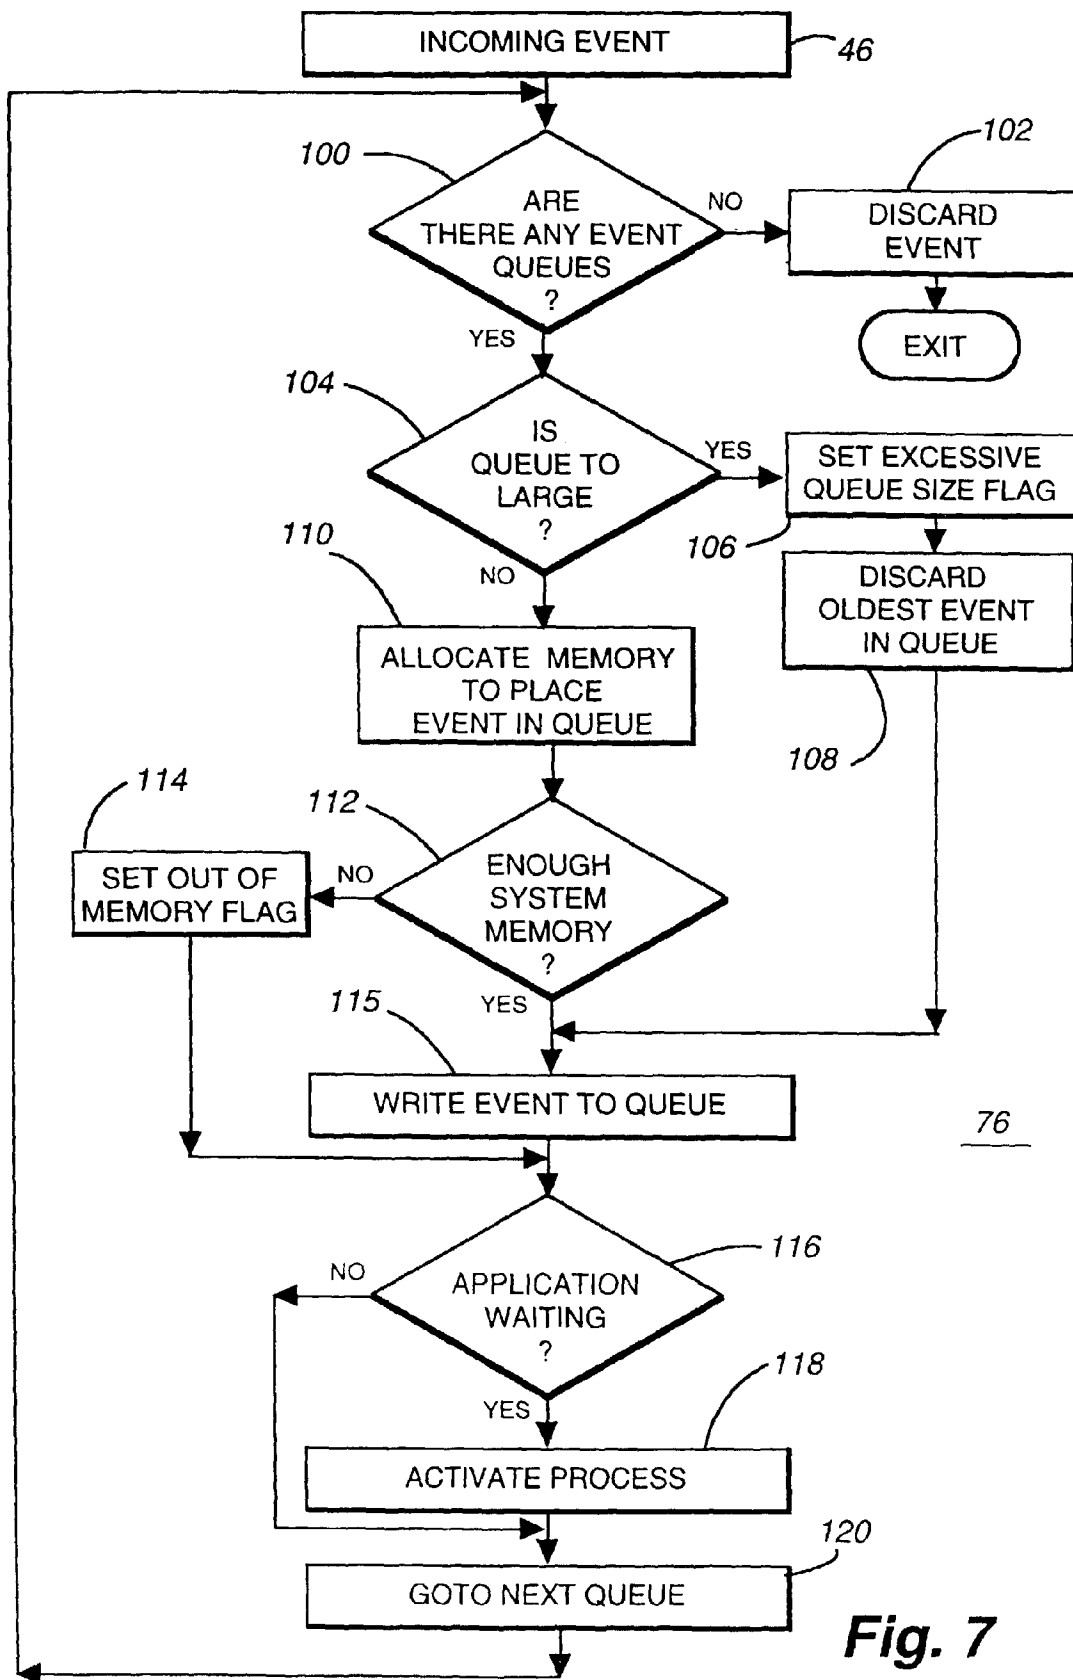 INCOMING EVENT
46
100
ARE
THERE ANY EVENT
QUEUES
?
NO
102
DISCARD
EVENT
EXIT
YES
104
IS
QUEUE TO
LARGE
?
YES
SET EXCESSIVE
QUEUE SIZE FLAG
106
DISCARD
OLDEST EVENT
IN QUEUE
108
NO
110
ALLOCATE MEMORY
TO PLACE
EVENT IN QUEUE
112
ENOUGH
SYSTEM
MEMORY
?
NO
114
SET OUT OF
MEMORY FLAG
YES
115
WRITE EVENT TO QUEUE
76
116
APPLICATION
WAITING
?
NO
YES
118
ACTIVATE PROCESS
120
GOTO NEXT QUEUE
Fig. 7